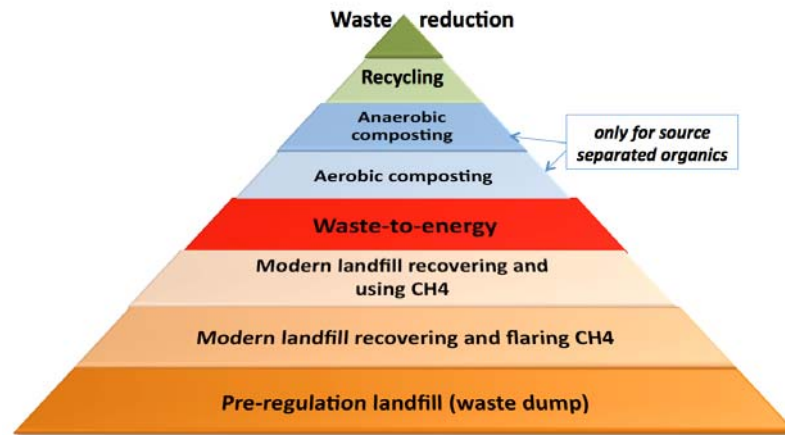 Waste reduction
Recycling
Anaerobic
composting
only for source
separated organics
Aerobic composting
Waste-to-energy
Modern landfill recovering and
using CH4
Modern landfill recovering and flaring CH4
Pre-regulation landfill (waste dump)